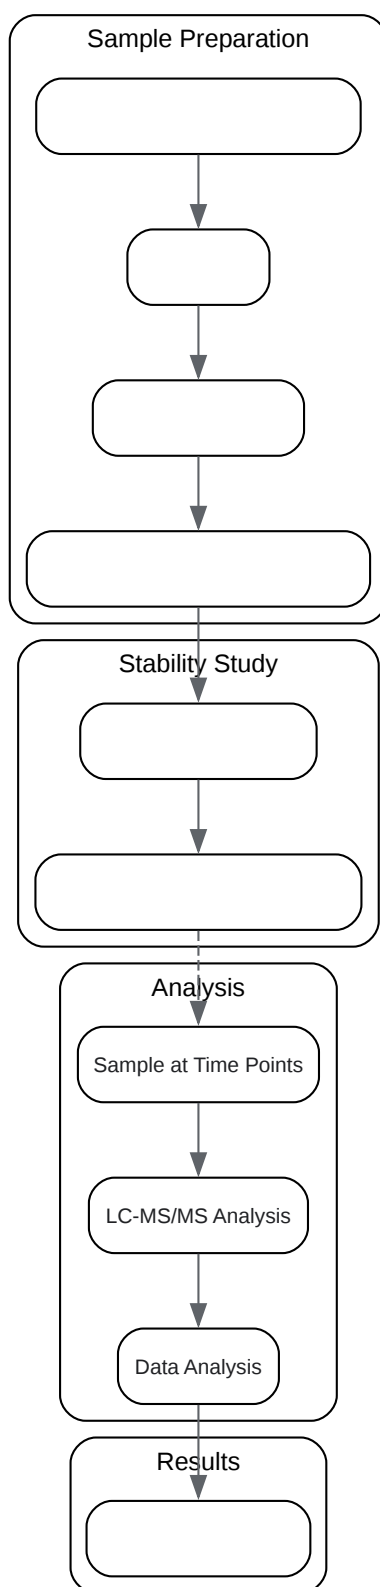 Sample Preparation
Stability Study
Analysis
Sample at Time Points
LC-MS/MS Analysis
Data Analysis
Results